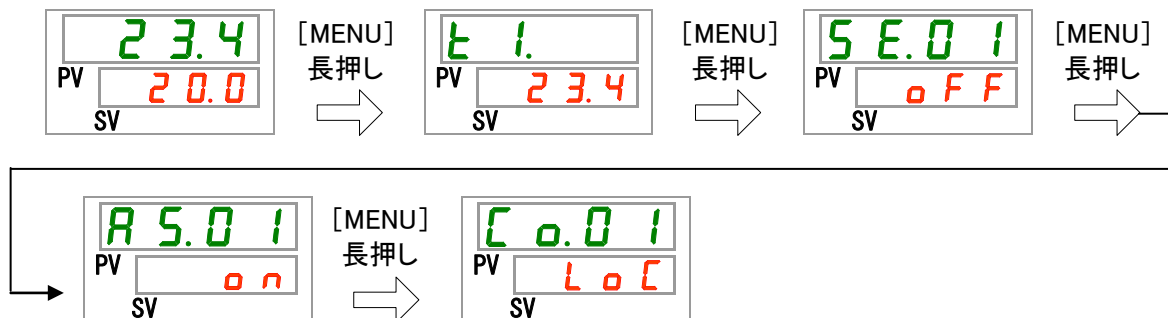 23.4
PV
20.0
SV
［MENU］
長押し
t 1.
PV
23.4
SV
［MENU］
長押し
SE.01
PV
oFF
SV
［MENU］
長押し
AS.01
PV
on
SV
［MENU］
長押し
Co.01
PV
LoC
SV